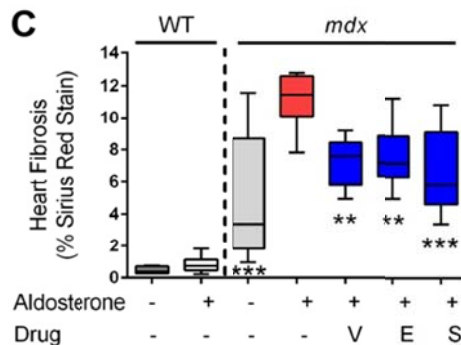 C
WT mdx
Heart Fibrosis
(% Sirius Red Stain)
14
12
10
8
6
4
2
0
*** ** ** ***
Aldosterone - + - + + + +
Drug - - - - V E S